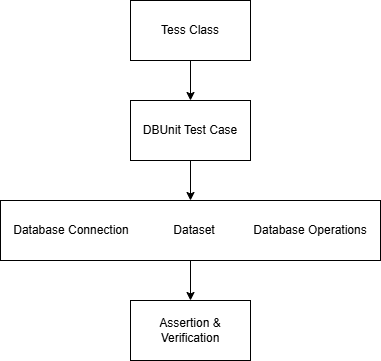 Tess Class
DBUnit Test Case
Database Connection Dataset Database Operations
Assertion &
Verification